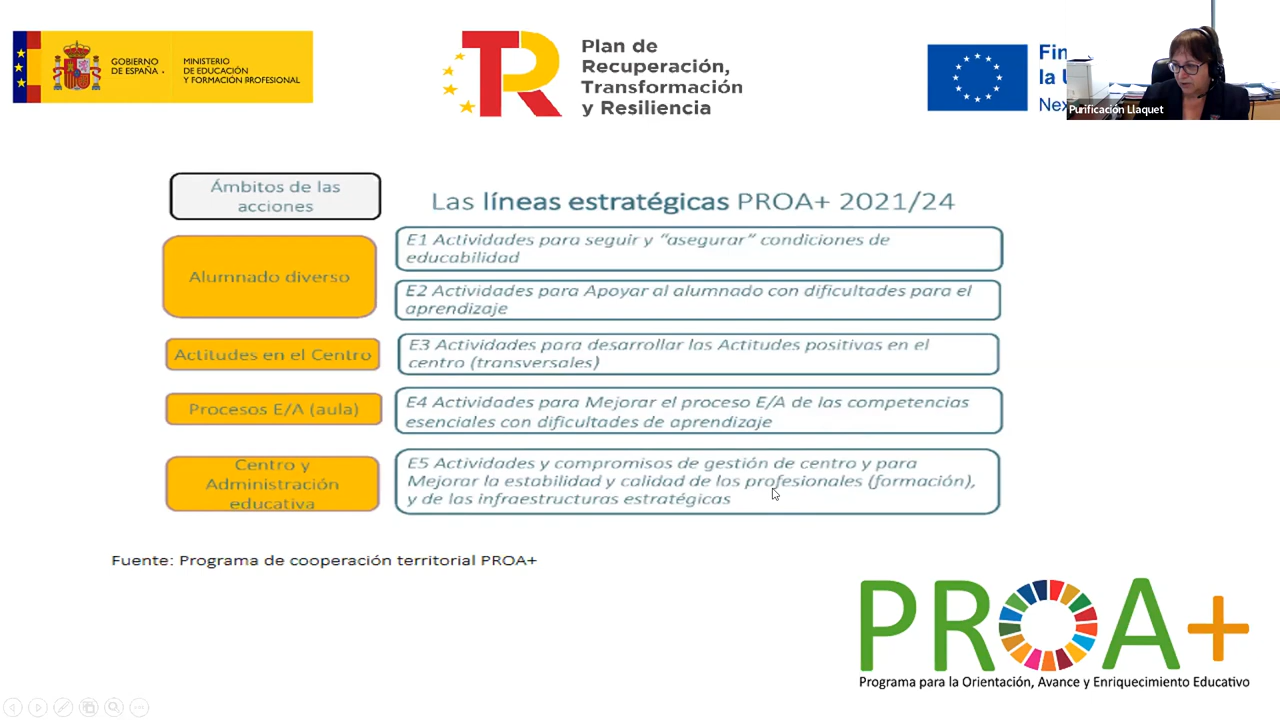 GOBIERNO
DE ESPAÑA
MINISTERIO
DE EDUCACIÓN
Y FORMACIÓN PROFESIONAL
Plan de
Recuperación,
Transformación
y Resiliencia
Fin
la U
Nex
Purificación Llaquet
Ámbitos de las
acciones
Las líneas estratégicas PROA+ 2021/24
Alumnado diverso
E1 Actividades para seguir y “asegurar” condiciones de
educabilidad
E2 Actividades para Apoyar al alumnado con dificultades para el
aprendizaje
Actitudes en el Centro
E3 Actividades para desarrollar las Actitudes positivas en el
centro (transversales)
Procesos E/A (aula)
E4 Actividades para Mejorar el proceso E/A de las competencias
esenciales con dificultades de aprendizaje
Centro y
Administración
educativa
E5 Actividades y compromisos de gestión de centro y para
Mejorar la estabilidad y calidad de los profesionales (formación),
y de las infraestructuras estratégicas
Fuente: Programa de cooperación territorial PROA+
PROA+
Programa para la Orientación, Avance y Enriquecimiento Educativo